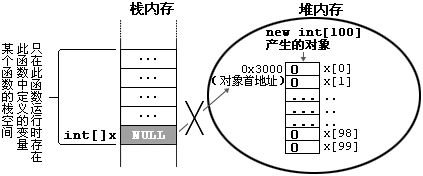 栈内存
堆内存
new int[100]
产生的对象
0x3000
(对象首地址)
0 x[0]
0 x[1]
... ..
... ..
0 x[98]
0 x[99]
...
...
...
...
int[]x NULL
只在此函数运行时存在
此函数中定义的变量
某个函数的栈空间